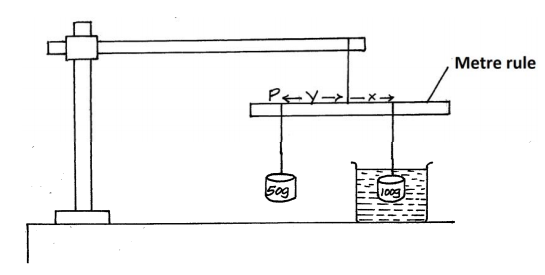 Metre rule
P ← y → ← x →
50g
100g